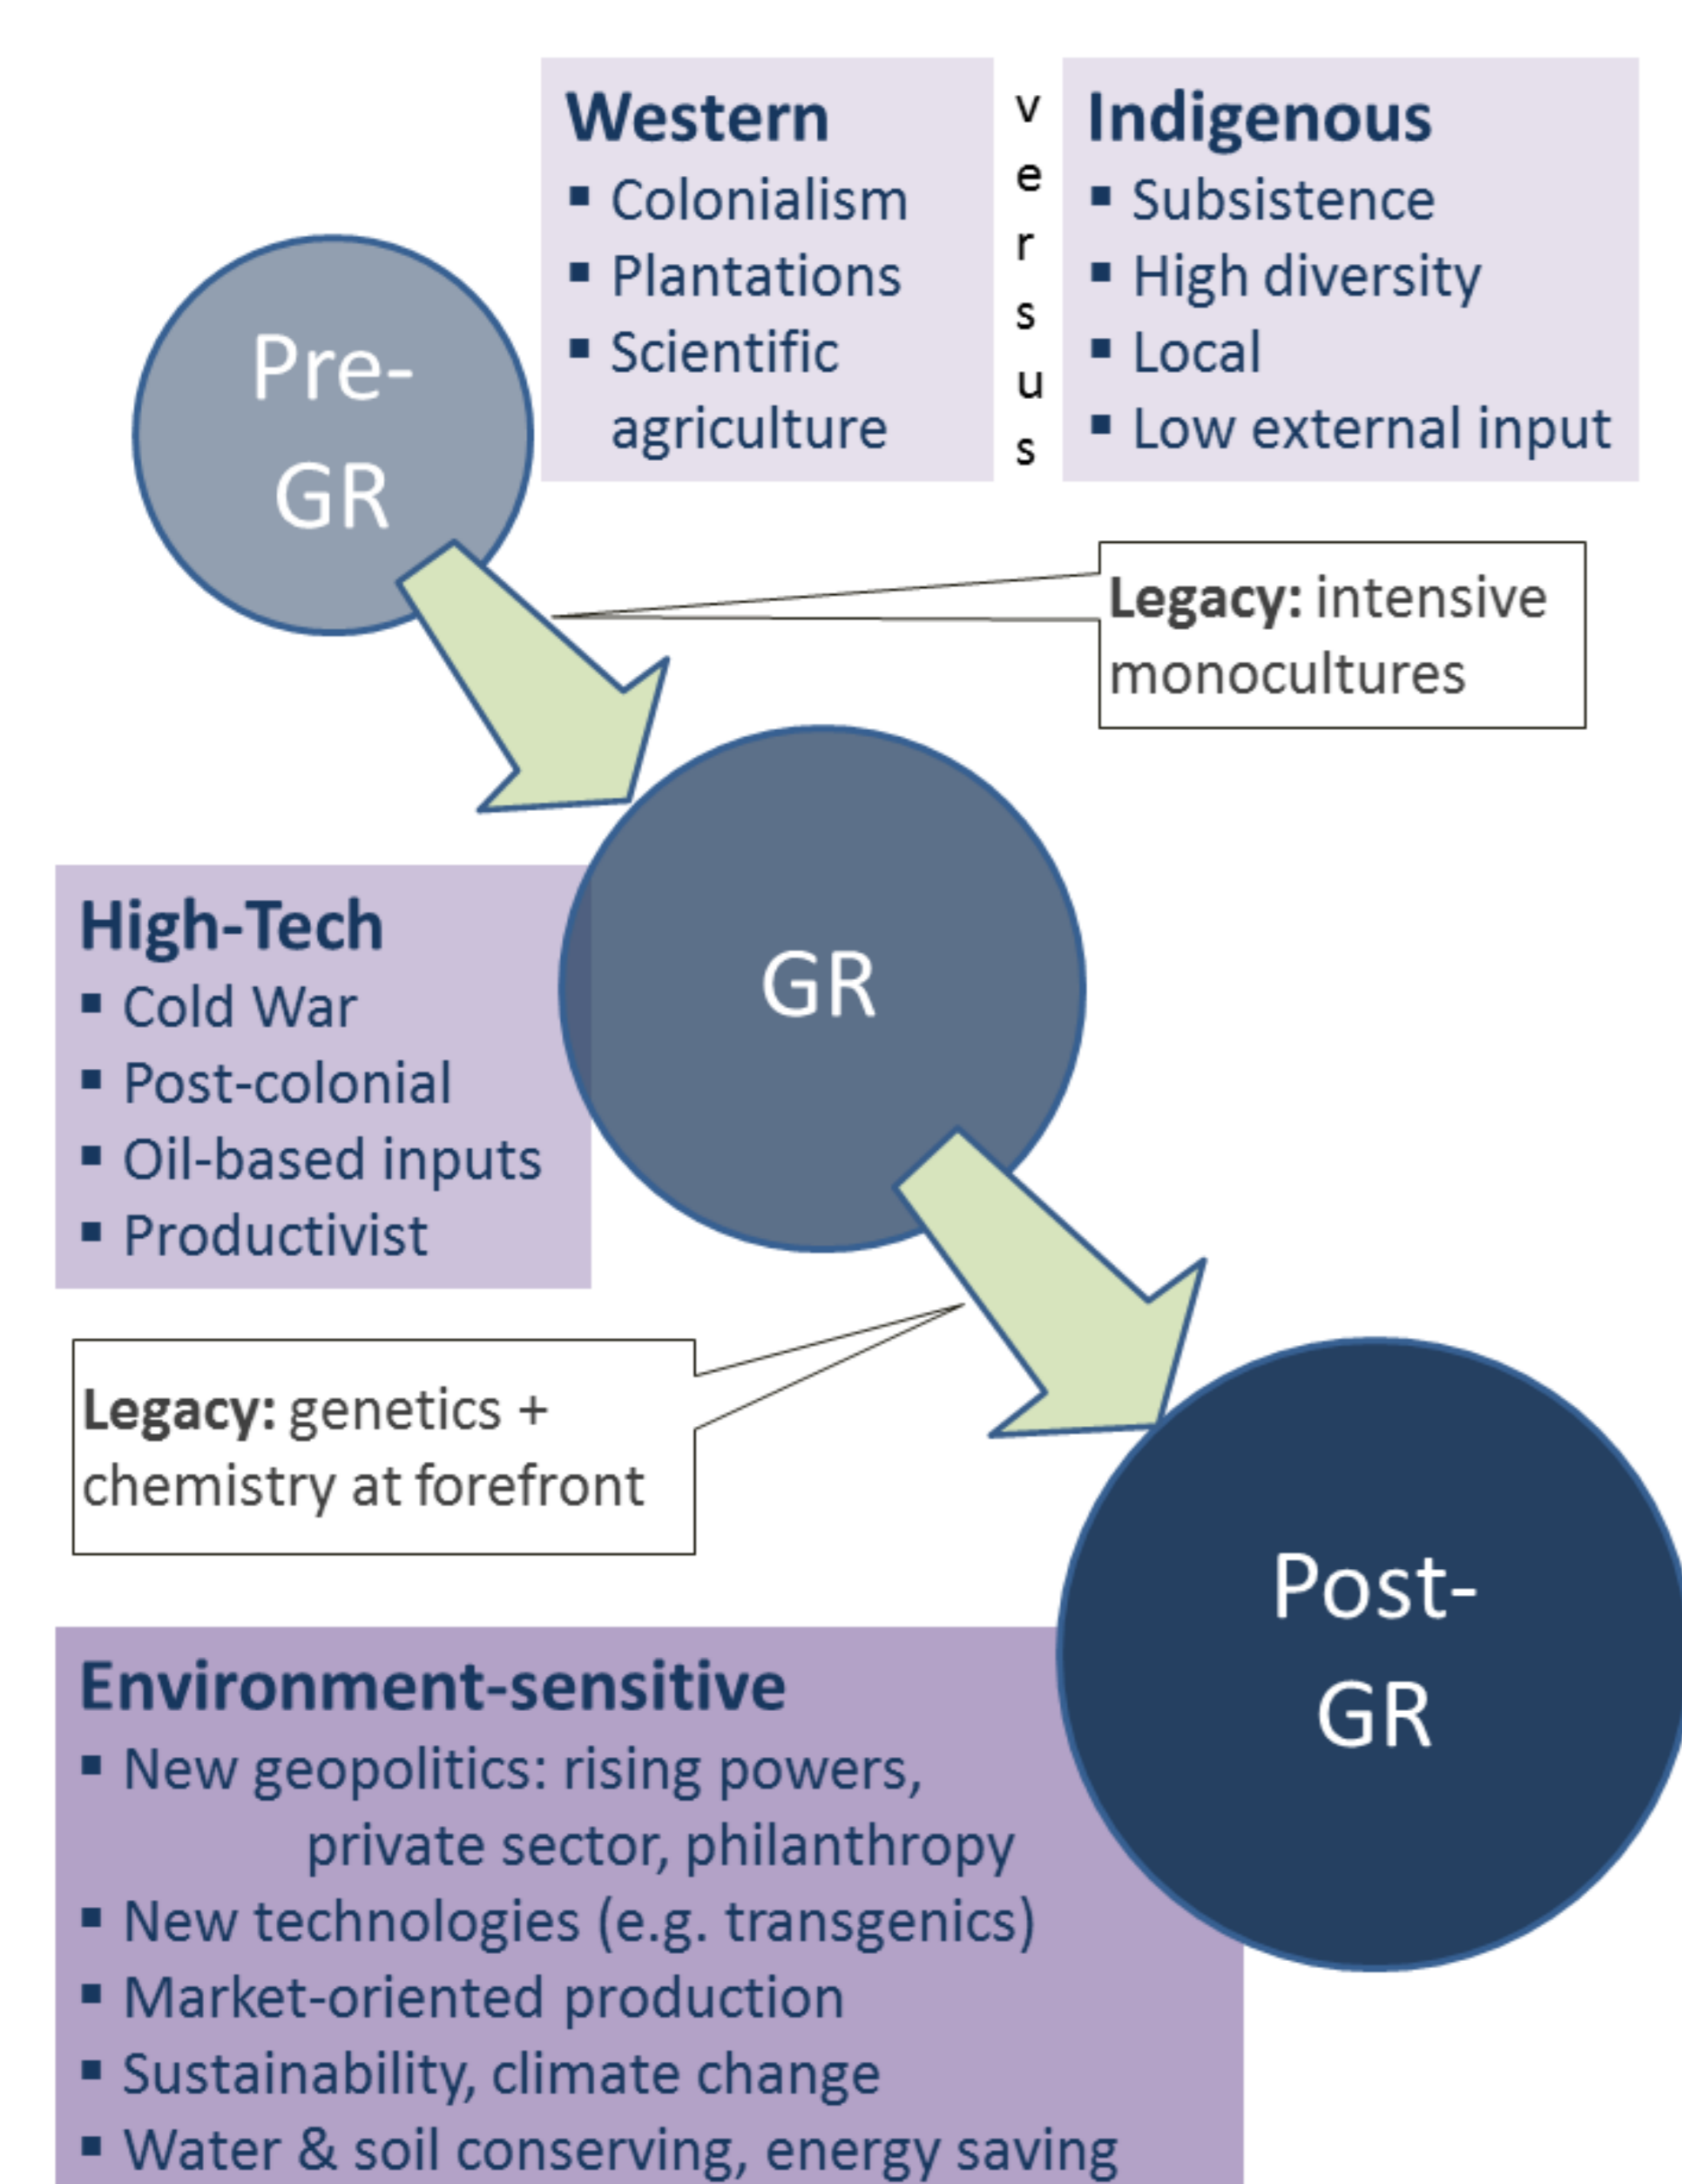 Western
▪ Colonialism
▪ Plantations
▪ Scientific
agriculture
versus
Indigenous
▪ Subsistence
▪ High diversity
▪ Local
▪ Low external input
Pre-
GR
Legacy: intensive
monocultures
High-Tech
▪ Cold War
▪ Post-colonial
▪ Oil-based inputs
▪ Productivist
GR
Legacy: genetics +
chemistry at forefront
Post-
GR
Environment-sensitive
▪ New geopolitics: rising powers,
private sector, philanthropy
▪ New technologies (e.g. transgenics)
▪ Market-oriented production
▪ Sustainability, climate change
▪ Water & soil conserving, energy saving